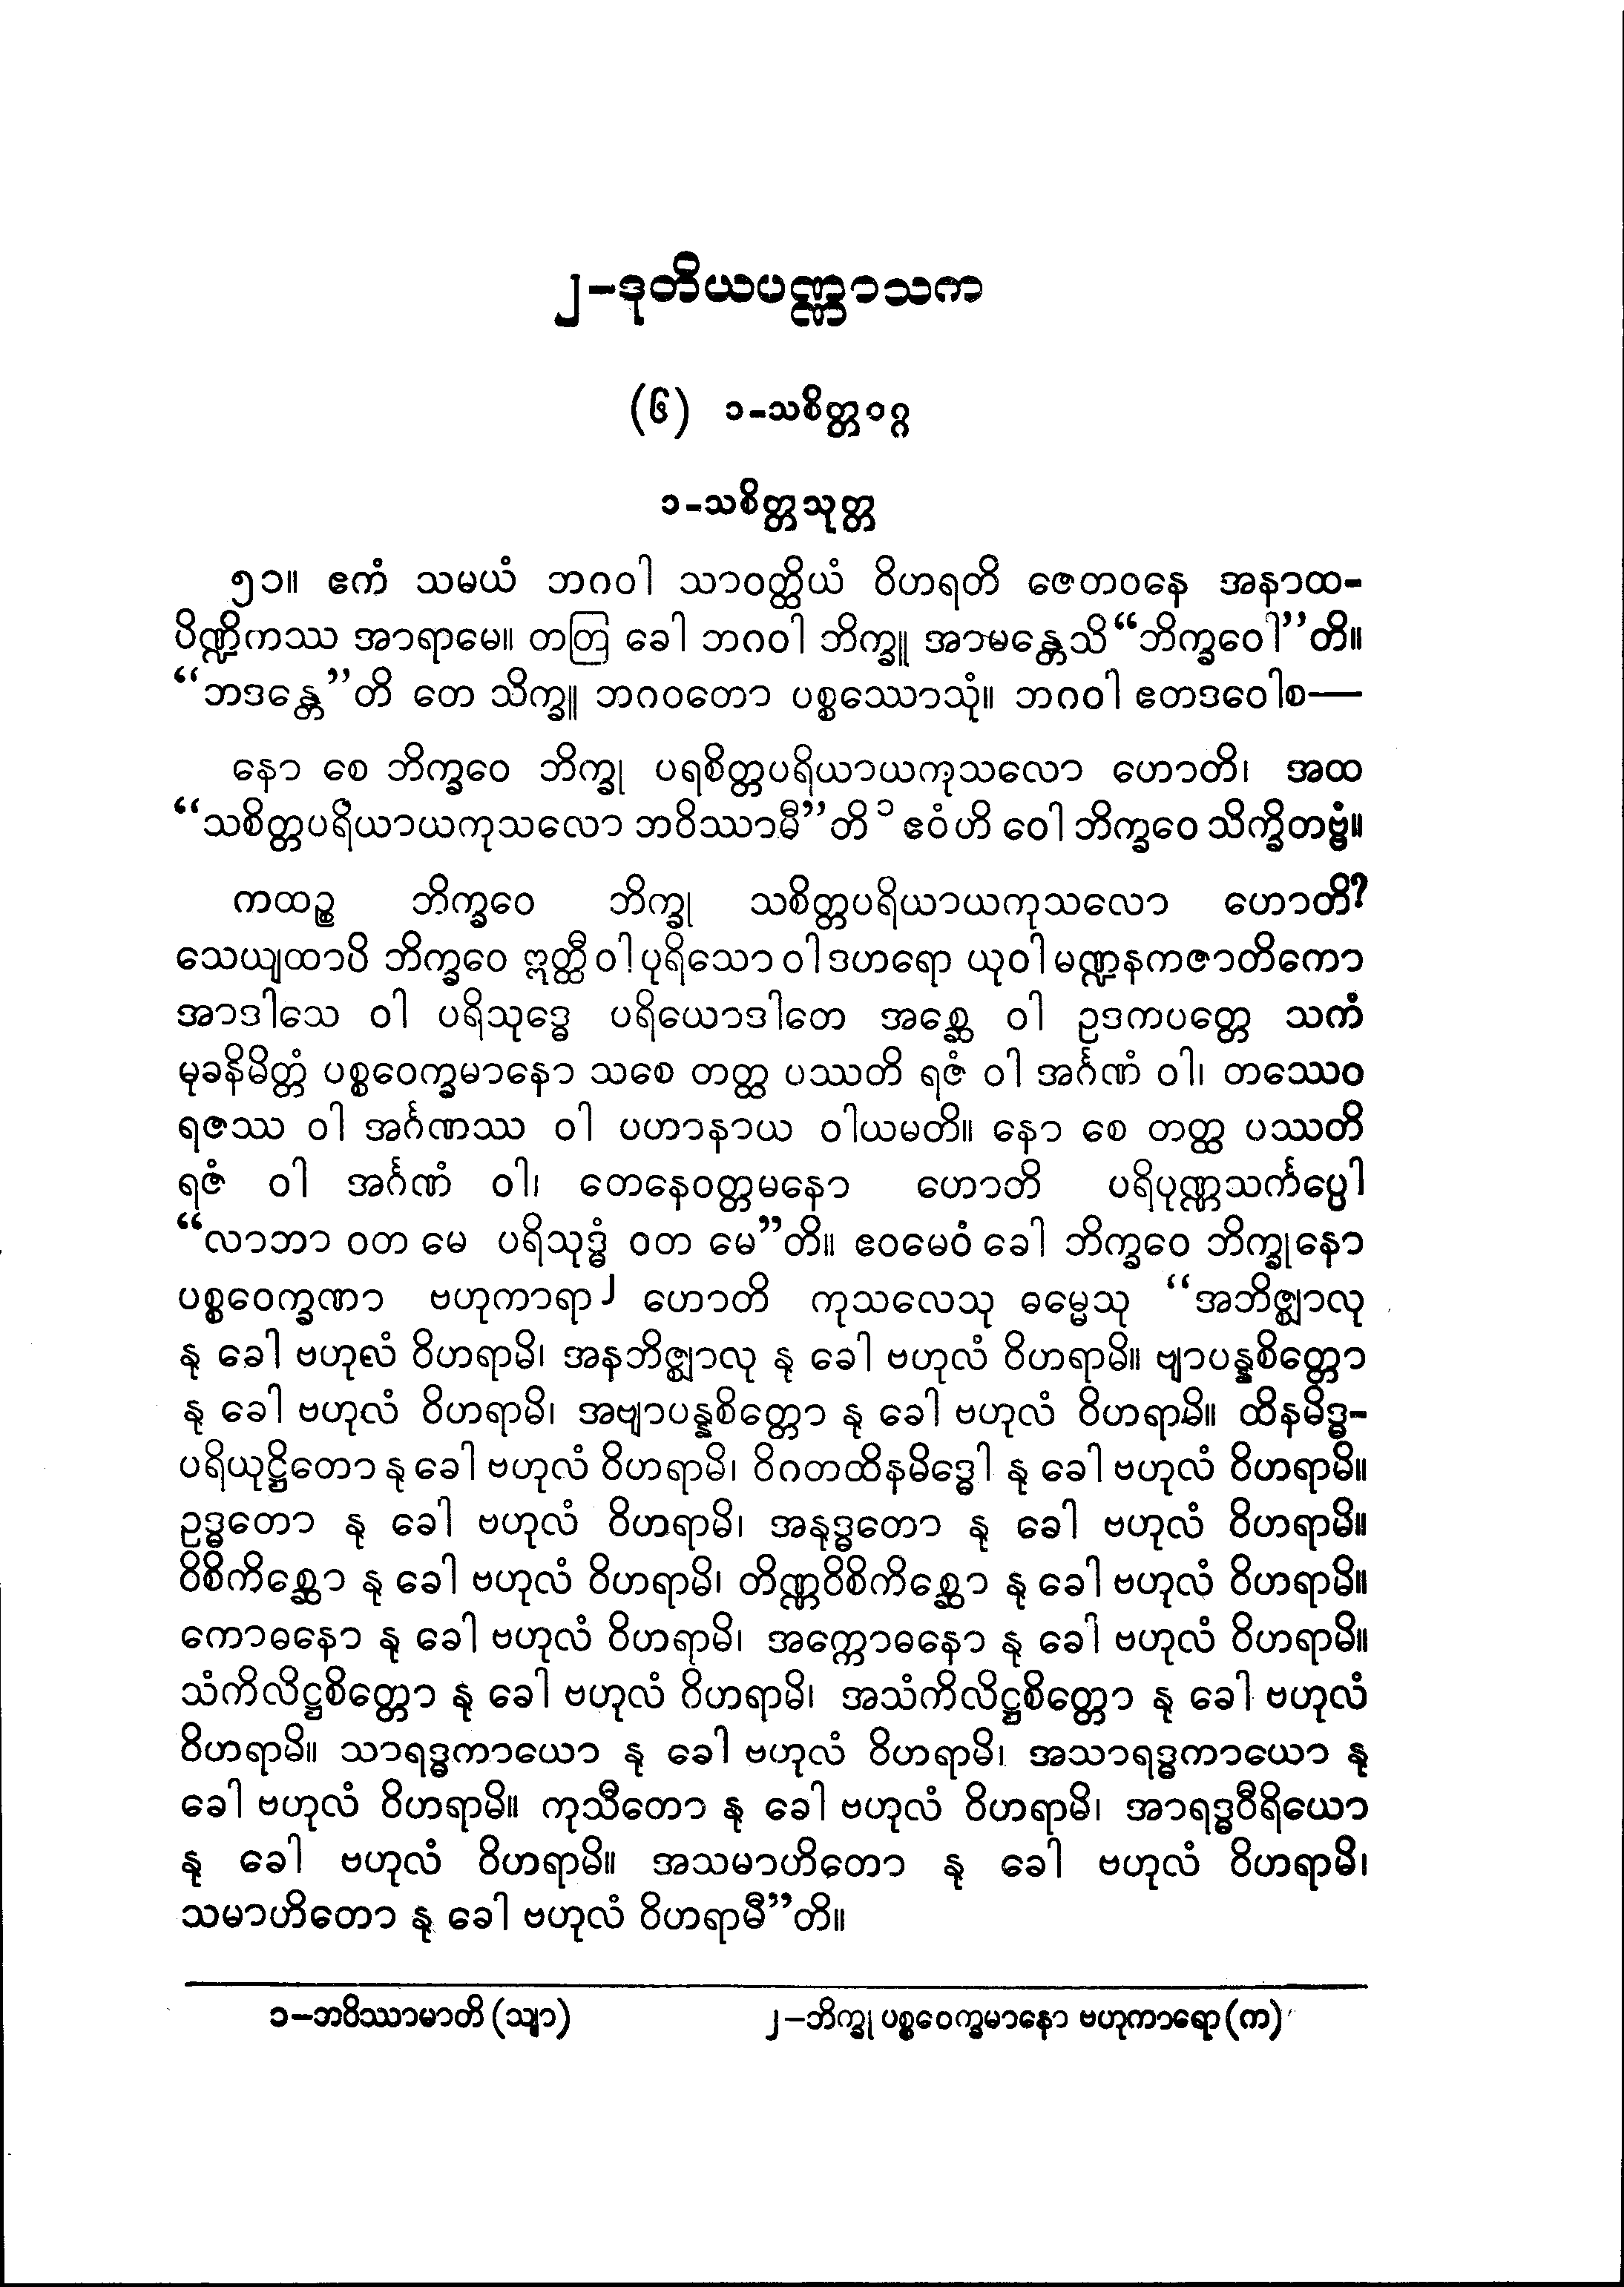 ၂–ဒုတိယပဏ္ဏာသက
(၆) ၁-သစိတ္တဝဂ္ဂ
၁-သစိတ္တသုတ္တ
၅၁။ ဧကံ သမယံ ဘဂဝါ သာဝတ္ထိယံ ဝိဟရတိ ဇေတဝနေ အနာထ-
ပိဏ္ဍိကဿ အာရာမေ။ တတြ ခေါ ဘဂဝါ ဘိက္ခူ အာမန္တေသိ“ဘိက္ခဝေါ”တိ။
“ဘဒန္တေ”တိ တေ သိက္ခူ ဘဂဝတော ပစ္စဿောသုံ။ ဘဂဝါ ဧတဒဝေါစ—
နော စေ ဘိက္ခဝေ ဘိက္ခု ပရစိတ္တပရိယာယကုသလော ဟောတိ၊ အထ
“သစိတ္တပရိယာယကုသလော ဘဝိဿာမီ”တိ ၁ ဧဝံ ဟိ ဝေါ ဘိက္ခဝေ သိက္ခိတဗ္ဗံ။
ကထဉ္စ ဘိက္ခဝေ ဘိက္ခု သစိတ္တပရိယာယကုသလော ဟောတိ?
သေယျထာပိ ဘိက္ခဝေ ဣတ္ထီ ဝါ ပုရိသော ဝါ ဒဟရော ယုဝါ မဏ္ဍနကဇာတိကော
အာဒါသေ ဝါ ပရိသုဒ္ဓေ ပရိယောဒါတေ အစ္ဆေ ဝါ ဥဒကပတ္တေ သကံ
မုခနိမိတ္တံ ပစ္စဝေက္ခမာနော သစေ တတ္ထ ပဿတိ ရဇံ ဝါ အင်္ဂဏံ ဝါ၊ တဿေဝ
ရဇဿ ဝါ အင်္ဂဏဿ ဝါ ပဟာနာယ ဝါယမတိ။ နော စေ တတ္ထ ပဿတိ
ရဇံ ဝါ အင်္ဂဏံ ဝါ၊ တေနေဝတ္တမနော ဟောတိ ပရိပုဏ္ဏသင်္ကပ္ပေါ
“လာဘာ ဝတ မေ ပရိသုဒ္ဓံ ဝတ မေ”တိ။ ဧဝမေဝံ ခေါ ဘိက္ခဝေ ဘိက္ခုနော
ပစ္စဝေက္ခဏာ ဗဟုကာရာ၂ ဟောတိ ကုသလေသု ဓမ္မေသု “အဘိဇ္ဈာလု
နု ခေါ ဗဟုလံ ဝိဟရာမိ၊ အနဘိဇ္ဈာလု နု ခေါ ဗဟုလံ ဝိဟရာမိ။ ဗျာပန္နစိတ္တော
နု ခေါ ဗဟုလံ ဝိဟရာမိ၊ အဗျာပန္နစိတ္တော နု ခေါ ဗဟုလံ ဝိဟရာမိ။ ထိနမိဒ္ဓ-
ပရိယုဋ္ဌိတော နု ခေါ ဗဟုလံ ဝိဟရာမိ၊ ဝိဂတထိနမိဒ္ဓေါ နု ခေါ ဗဟုလံ ဝိဟရာမိ။
ဥဒ္ဓတော နု ခေါ ဗဟုလံ ဝိဟရာမိ၊ အနုဒ္ဓတော နု ခေါ ဗဟုလံ ဝိဟရာမိ။
ဝိစိကိစ္ဆော နု ခေါ ဗဟုလံ ဝိဟရာမိ၊ တိဏ္ဏဝိစိကိစ္ဆော နု ခေါ ဗဟုလံ ဝိဟရာမိ။
ကောဓနော နု ခေါ ဗဟုလံ ဝိဟရာမိ၊ အက္ကောဓနော နု ခေါ ဗဟုလံ ဝိဟရာမိ။
သံကိလိဋ္ဌစိတ္တော နု ခေါ ဗဟုလံ ဝိဟရာမိ၊ အသံကိလိဋ္ဌစိတ္တော နု ခေါ ဗဟုလံ
ဝိဟရာမိ။ သာရဒ္ဓကာယော နု ခေါ ဗဟုလံ ဝိဟရာမိ၊ အသာရဒ္ဓကာယော နု
ခေါ ဗဟုလံ ဝိဟရာမိ။ ကုသီတော နု ခေါ ဗဟုလံ ဝိဟရာမိ၊ အာရဒ္ဓဝီရိယော
နု ခေါ ဗဟုလံ ဝိဟရာမိ။ အသမာဟိတော နု ခေါ ဗဟုလံ ဝိဟရာမိ၊
သမာဟိတော နု ခေါ ဗဟုလံ ဝိဟရာမီ”တိ။
၁–ဘဝိဿာမာတိ (သျာ) ၂–ဘိက္ခု ပစ္စဝေက္ခမာနော ဗဟုကာရော (က)